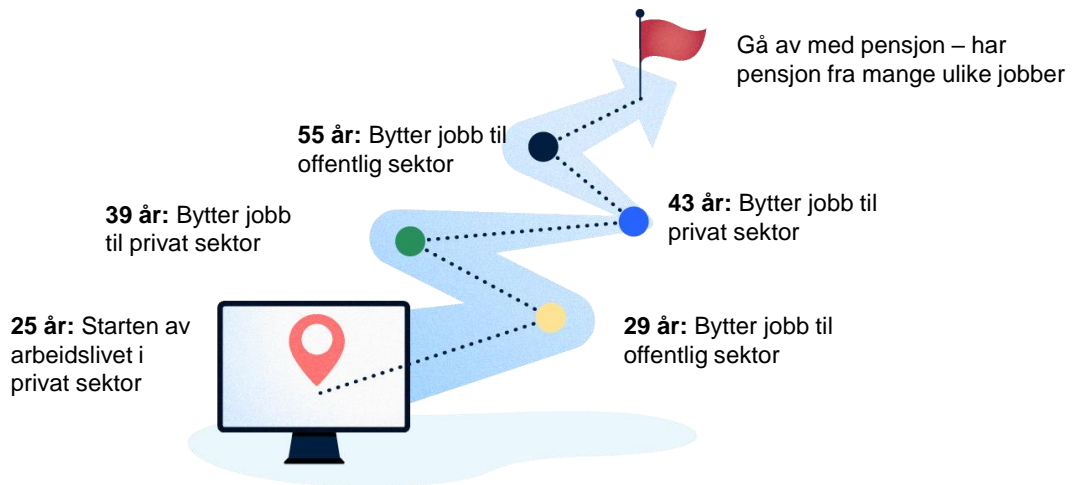 Gå av med pensjon – har
pensjon fra mange ulike jobber
55 år: Bytter jobb til
offentlig sektor
39 år: Bytter jobb
til privat sektor
43 år: Bytter jobb til
privat sektor
25 år: Starten av
arbeidslivet i
privat sektor
29 år: Bytter jobb til
offentlig sektor